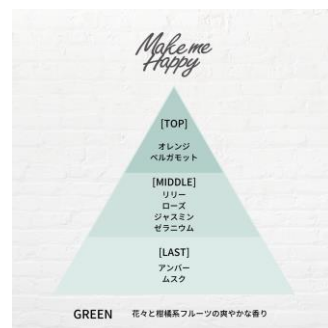 Make me
Happy
[TOP]
オレンジ
ベルガモット
[MIDDLE]
リリー
ローズ
ジャスミン
ゼラニウム
[LAST]
アンバー
ムスク
GREEN 花々と柑橘系フルーツの爽やかな香り